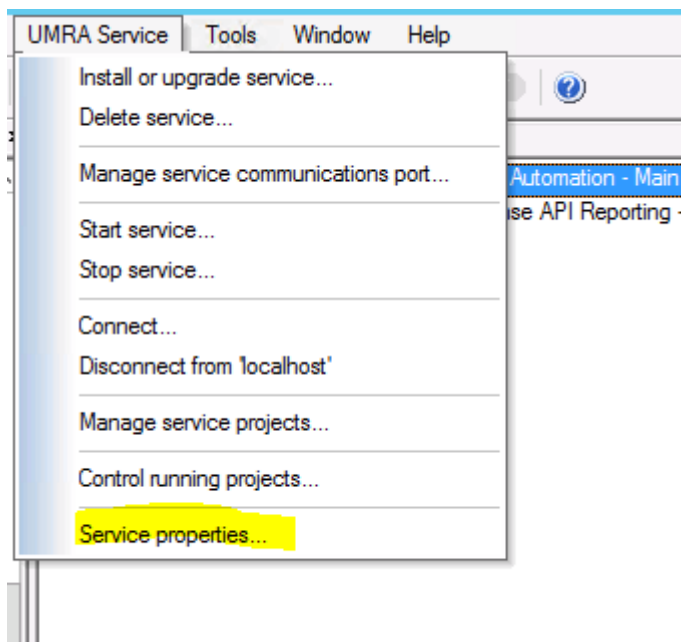 UMRA Service Tools Window Help
Install or upgrade service...
Delete service...
Manage service communications port...
Automation - Main
Start service...
API Reporting -
Stop service...
Connect...
Disconnect from 'localhost'
Manage service projects...
Control running projects...
Service properties...